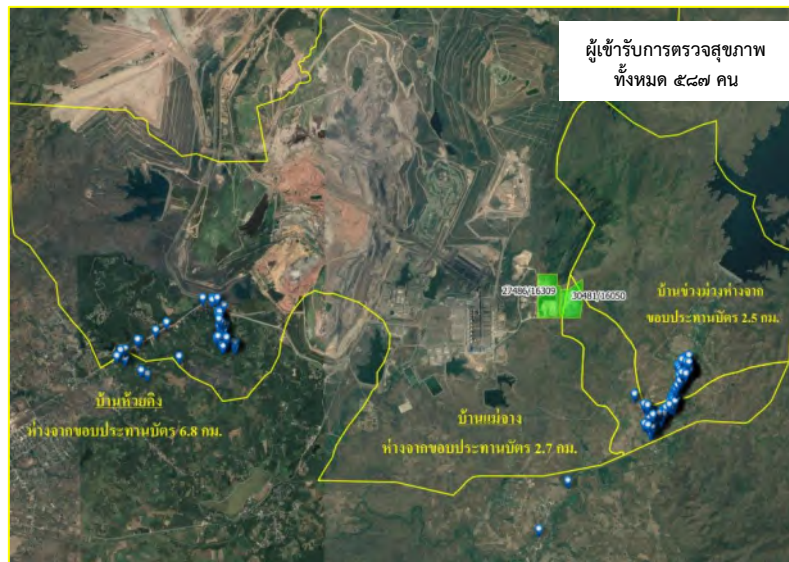 ผู้เข้ารับการตรวจสุขภาพ
ทั้งหมด ๕๘๗ คน
27486/16309
30481/16050
บ้านข่วงม่วงห่างจาก
ขอบประทานบัตร 2.5 กม.
บ้านห้วยคิง
ห่างจากขอบประทานบัตร 6.8 กม.
บ้านแม่จาง
ห่างจากขอบประทานบัตร 2.7 กม.